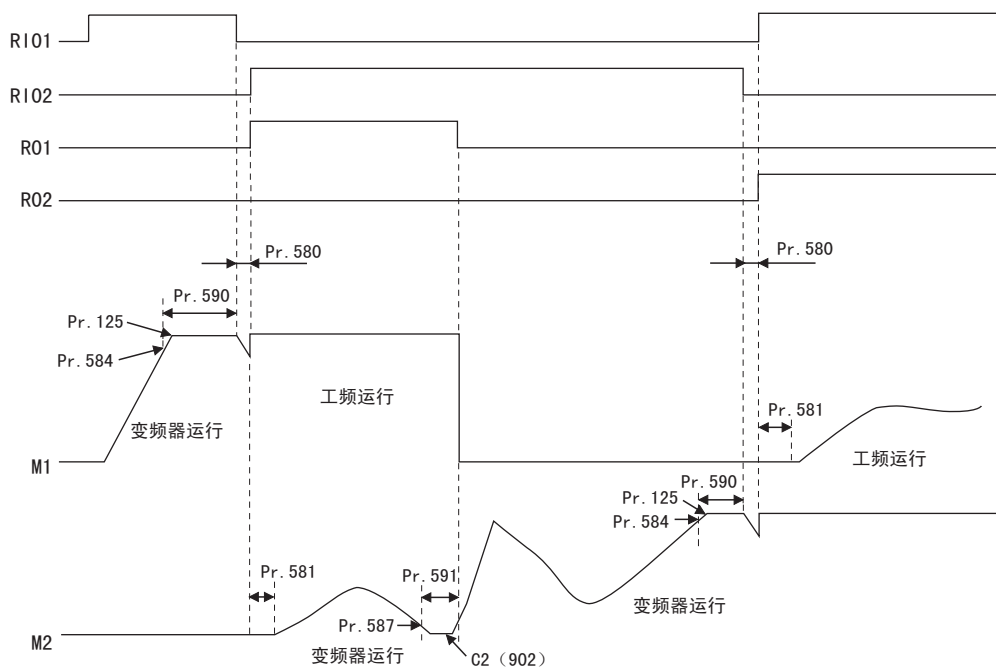 RIO1
RIO2
RO1
RO2
Pr.580
Pr.580
Pr.590
Pr.125
Pr.584
工频运行
变频器运行
M1
Pr.581
工频运行
Pr.590
Pr.125
Pr.584
Pr.581
Pr.591
变频器运行
Pr.587
M2
变频器运行
C2（902）